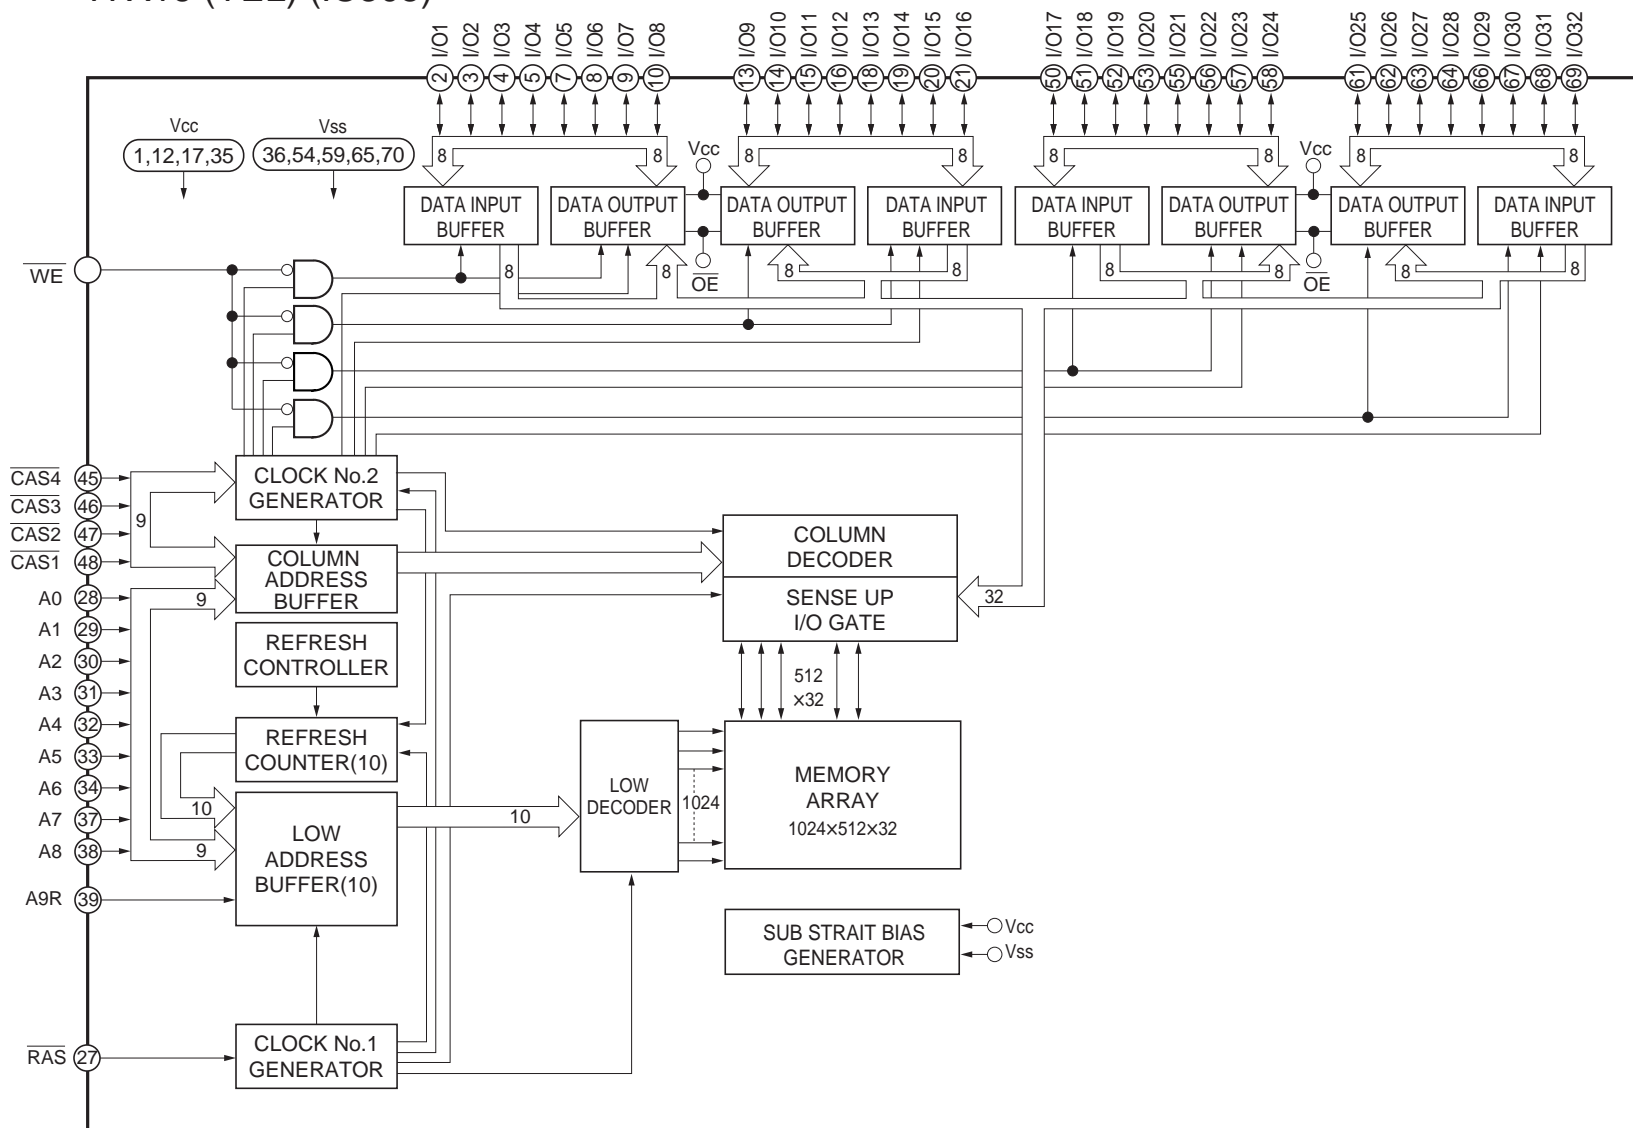 I/O1 I/O2 I/O3 I/O4 I/O5 I/O6 I/O7 I/O8 I/O9 I/O10 I/O11 I/O12 I/O13 I/O14 I/O15 I/O16 I/O17 I/O18 I/O19 I/O20 I/O21 I/O22 I/O23 I/O24 I/O25 I/O26 I/O27 I/O28 I/O29 I/O30 I/O31 I/O32
2 3 4 5 7 8 9 10 13 14 15 16 18 19 20 21 50 51 52 53 55 56 57 58 61 62 63 64 66 67 68 69
Vcc Vss
1,12,17,35 36,54,59,65,70
8 8 Vcc 8 8 8 8 Vcc 8 8
DATA INPUT BUFFER
DATA OUTPUT BUFFER
DATA OUTPUT BUFFER
DATA INPUT BUFFER
DATA INPUT BUFFER
DATA OUTPUT BUFFER
DATA OUTPUT BUFFER
DATA INPUT BUFFER
WE
8 8 OE 8 8 8 8 OE 8 8
CAS4 45
CAS3 46
CAS2 47
CAS1 48
9
CLOCK No.2
GENERATOR
COLUMN
ADDRESS
BUFFER
COLUMN
DECODER
SENSE UP
I/O GATE
32
A0 28
9
A1 29
A2 30
A3 31
A4 32
A5 33
A6 34
A7 37
A8 38
A9R 39
REFRESH
CONTROLLER
REFRESH
COUNTER(10)
512
×32
10
9
LOW
ADDRESS
BUFFER(10)
10
LOW
DECODER
1024
MEMORY
ARRAY
1024×512×32
SUB STRAIT BIAS
GENERATOR
Vcc
Vss
RAS 27
CLOCK No.1
GENERATOR